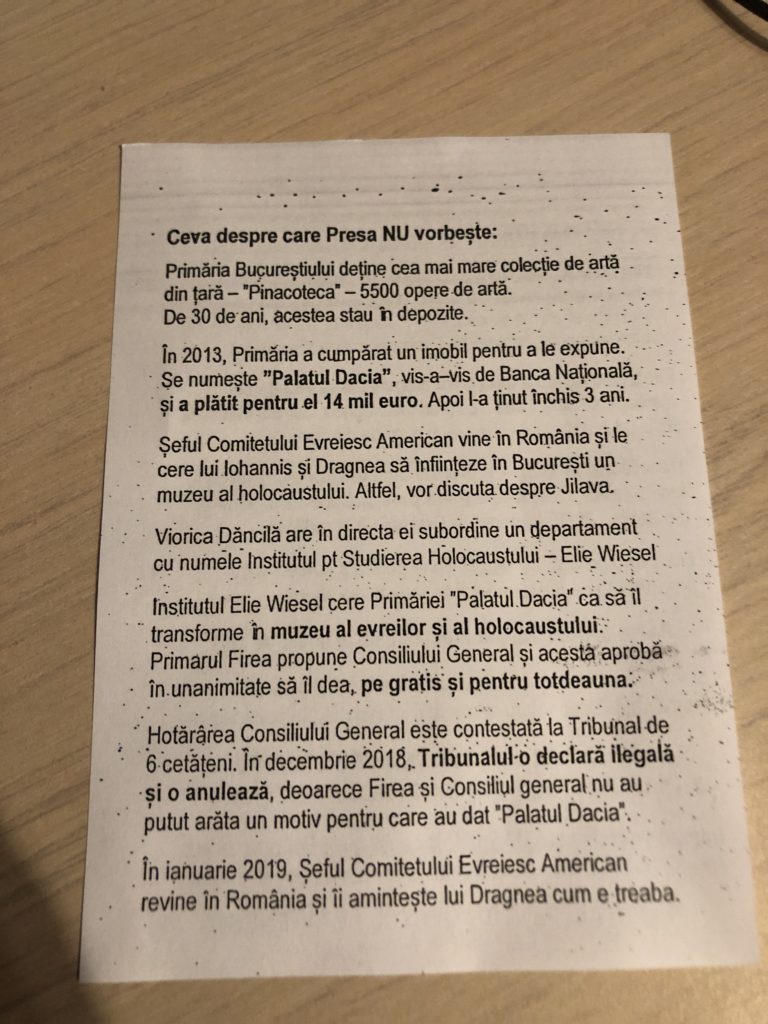 Ceva despre care Presa NU vorbește:
Primăria Bucureștiului deține cea mai mare colecție de artă
din țară – "Pinacoteca" – 5500 opere de artă.
De 30 de ani, acestea stau în depozite.
În 2013, Primăria a cumpărat un imobil pentru a le expune.
Se numește "Palatul Dacia", vis-a–vis de Banca Națională,
și a plătit pentru el 14 mil euro. Apoi l-a ținut închis 3 ani.
Șeful Comitetului Evreiesc American vine în România și le
cere lui Iohannis și Dragnea să înființeze în București un
muzeu al holocaustului. Altfel, vor discuta despre Jilava.
Viorica Dăncilă are în directa ei subordine un departament
cu numele Institutul pt Studierea Holocaustului – Elie Wiesel
Institutul Elie Wiesel cere Primăriei "Palatul Dacia" ca să îl
transforme în muzeu al evreilor și al holocaustului.
Primarul Firea propune Consiliului General și acesta aprobă
în unanimitate să îl dea, pe gratis și pentru totdeauna.
Hotărârea Consiliului General este contestată la Tribunal de
6 cetățeni. În decembrie 2018, Tribunalul o declară ilegală
și o anulează, deoarece Firea și Consiliul general nu au
putut arăta un motiv pentru care au dat "Palatul Dacia".
În ianuarie 2019, Șeful Comitetului Evreiesc American
revine în România și îi amintește lui Dragnea cum e treaba.